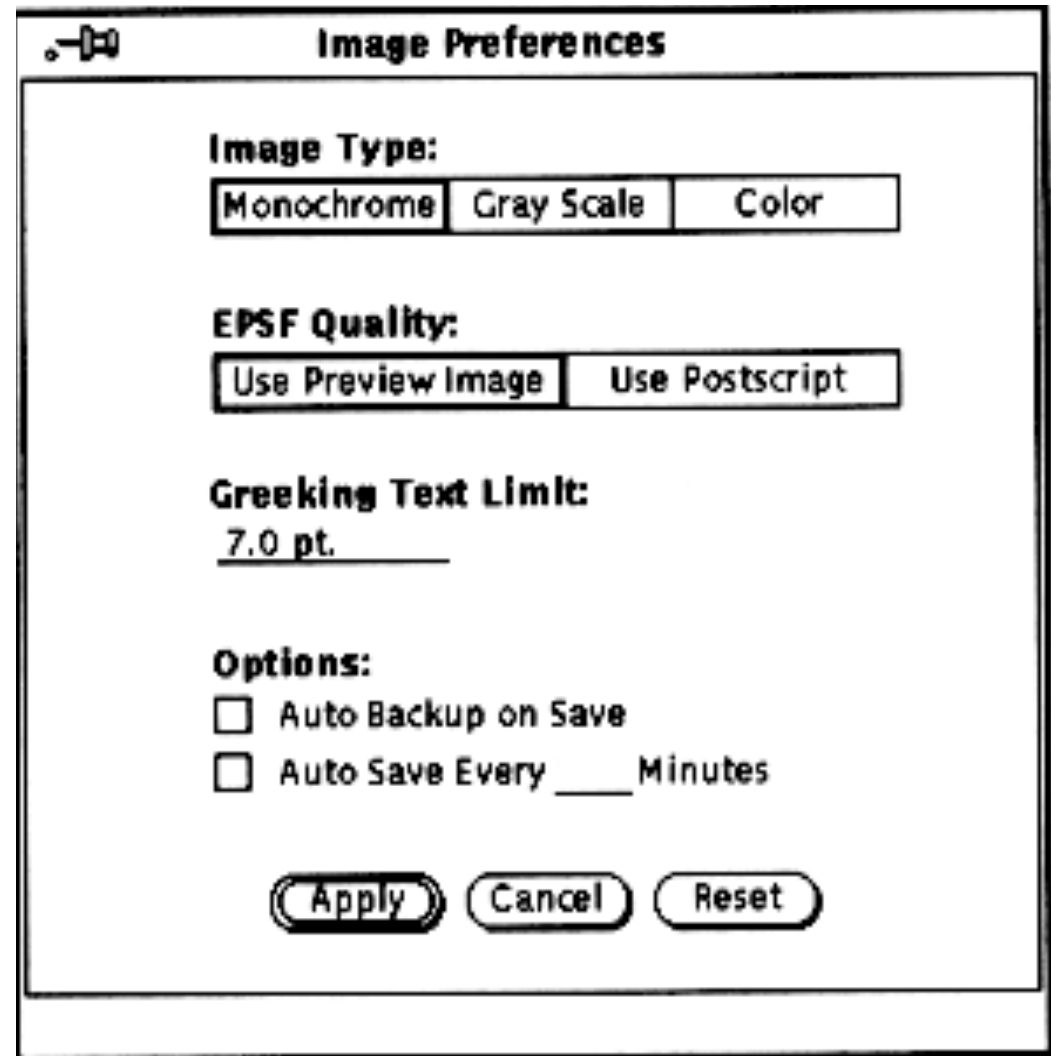 Image Preferences
Image Type:
Monochrome Gray Scale Color
EPSF Quality:
Use Preview Image Use Postscript
Greeking Text Limit:
7.0 pt.
Options:
Auto Backup on Save
Auto Save Every ____ Minutes
Apply Cancel Reset